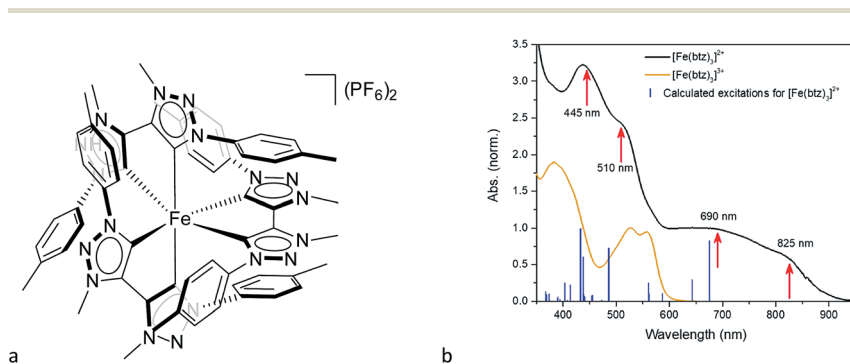 (PF6)2
N
N
N
NH
N
N
N
N
N
Fe
N
N
N
N
N
N
N
N
a
3.5
3.0
2.5
2.0
1.5
1.0
0.5
0.0
Abs. (norm.)
[Fe(btz)3]2+
[Fe(btz)3]3+
Calculated excitations for [Fe(btz)3]2+
445 nm
510 nm
690 nm
825 nm
400 500 600 700 800 900
Wavelength (nm)
b